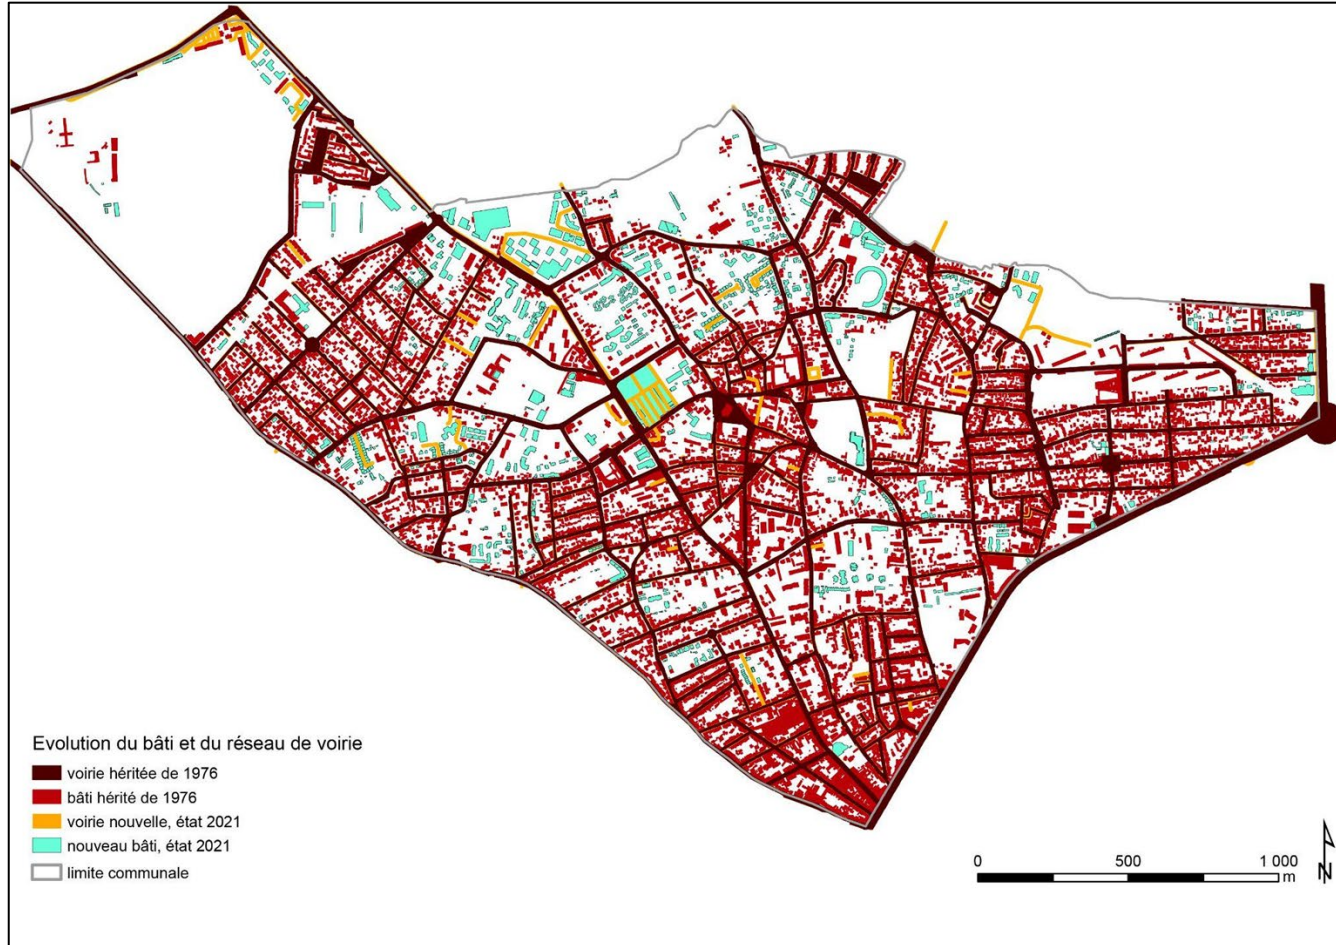 Evolution du bâti et du réseau de voirie
voirie héritée de 1976
bâti hérité de 1976
voirie nouvelle, état 2021
nouveau bâti, état 2021
limite communale
0 500 1 000
m
N